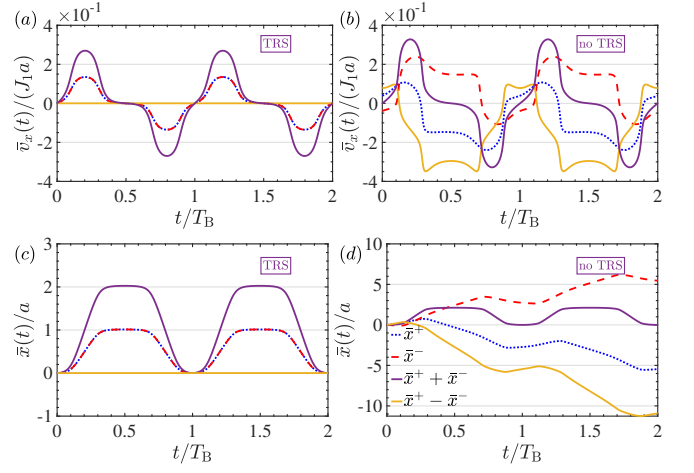 (a) ×10⁻¹ TRS
v̄ₓ(t)/(J₁a)
4
2
0
-2
-4
0 0.5 1 1.5 2
t/T_B
(b) ×10⁻¹ no TRS
v̄ₓ(t)/(J₁a)
4
2
0
-2
-4
0 0.5 1 1.5 2
t/T_B
(c) TRS
x̄(t)/a
3
2
1
0
-1
0 0.5 1 1.5 2
t/T_B
(d) no TRS
x̄(t)/a
10
5
0
-5
-10
x̄⁺
x̄⁻
x̄⁺ + x̄⁻
x̄⁺ − x̄⁻
0 0.5 1 1.5 2
t/T_B